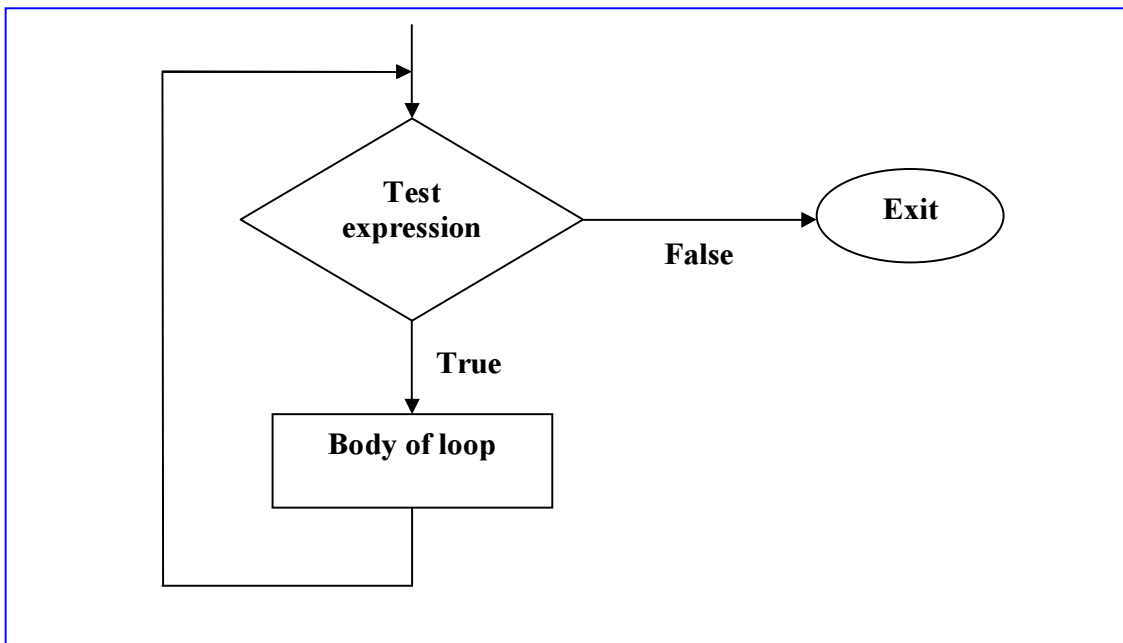 Test
expression
Exit
False
True
Body of loop